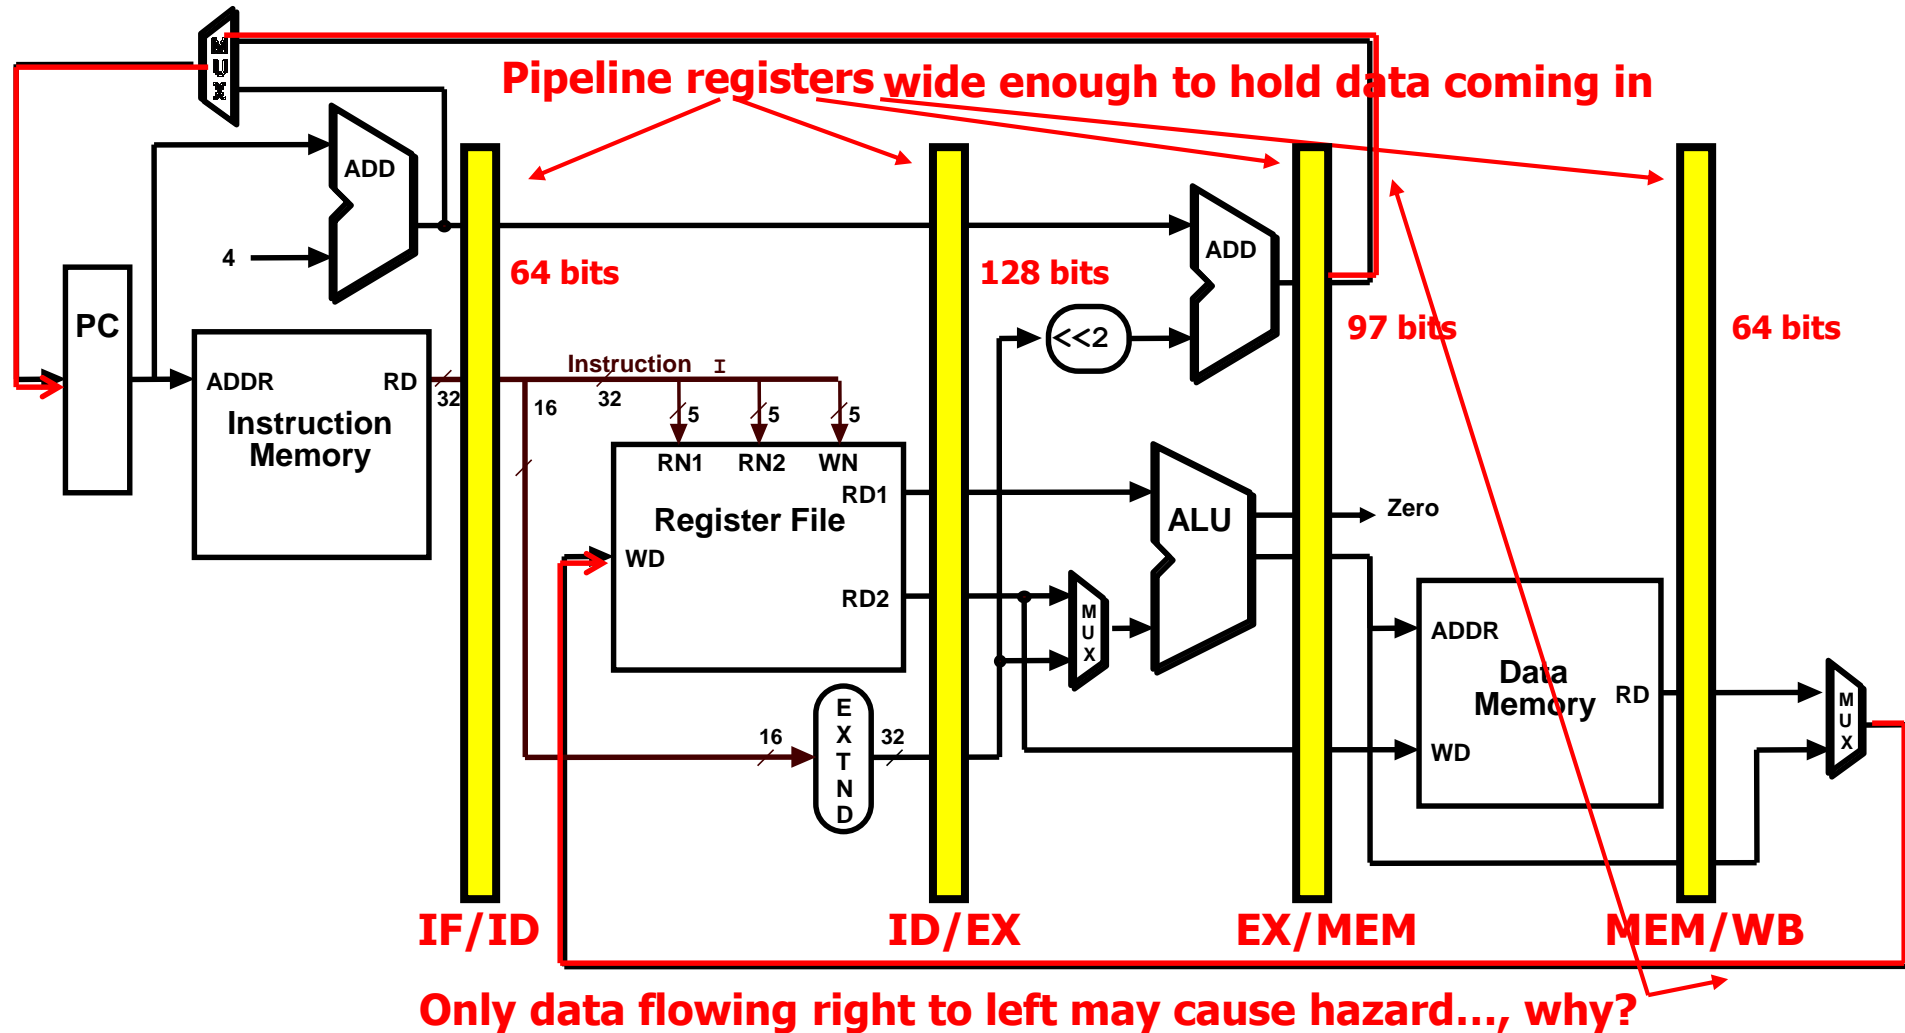 M
U
X
Pipeline registers wide enough to hold data coming in
ADD
4
64 bits
128 bits
ADD
97 bits
64 bits
PC
<<2
Instruction I
ADDR
RD
32
16
32
5
5
5
Instruction
Memory
RN1
RN2
WN
RD1
Register File
ALU
Zero
WD
RD2
M
U
X
ADDR
Data
Memory
RD
WD
M
U
X
E
X
T
N
D
16
32
IF/ID
ID/EX
EX/MEM
MEM/WB
Only data flowing right to left may cause hazard..., why?